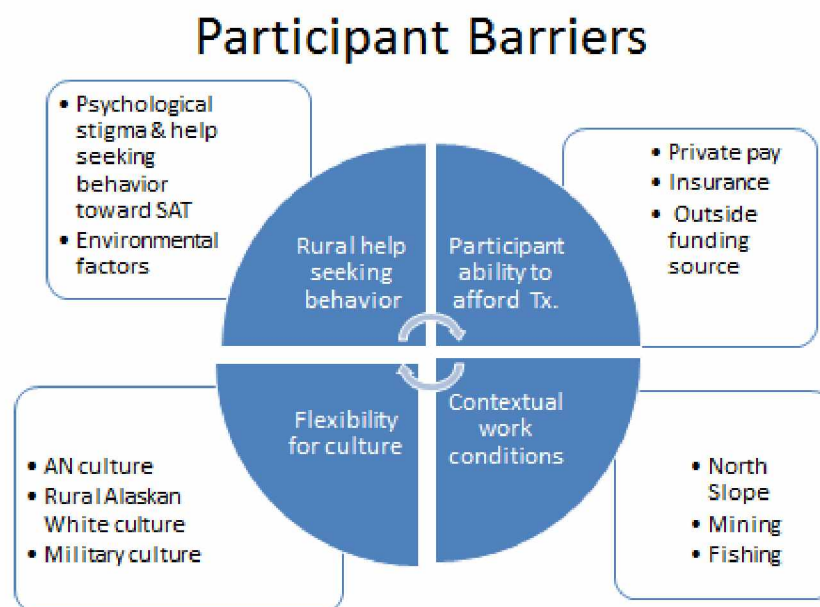 Participant Barriers
• Psychological
stigma & help
seeking
behavior
toward SAT
• Environmental
factors
• Private pay
• Insurance
• Outside
funding
source
Rural help
seeking
behavior
Participant
ability to
afford Tx.
Flexibility
for culture
Contextual
work
conditions
• AN culture
• Rural Alaskan
White culture
• Military culture
• North
Slope
• Mining
• Fishing